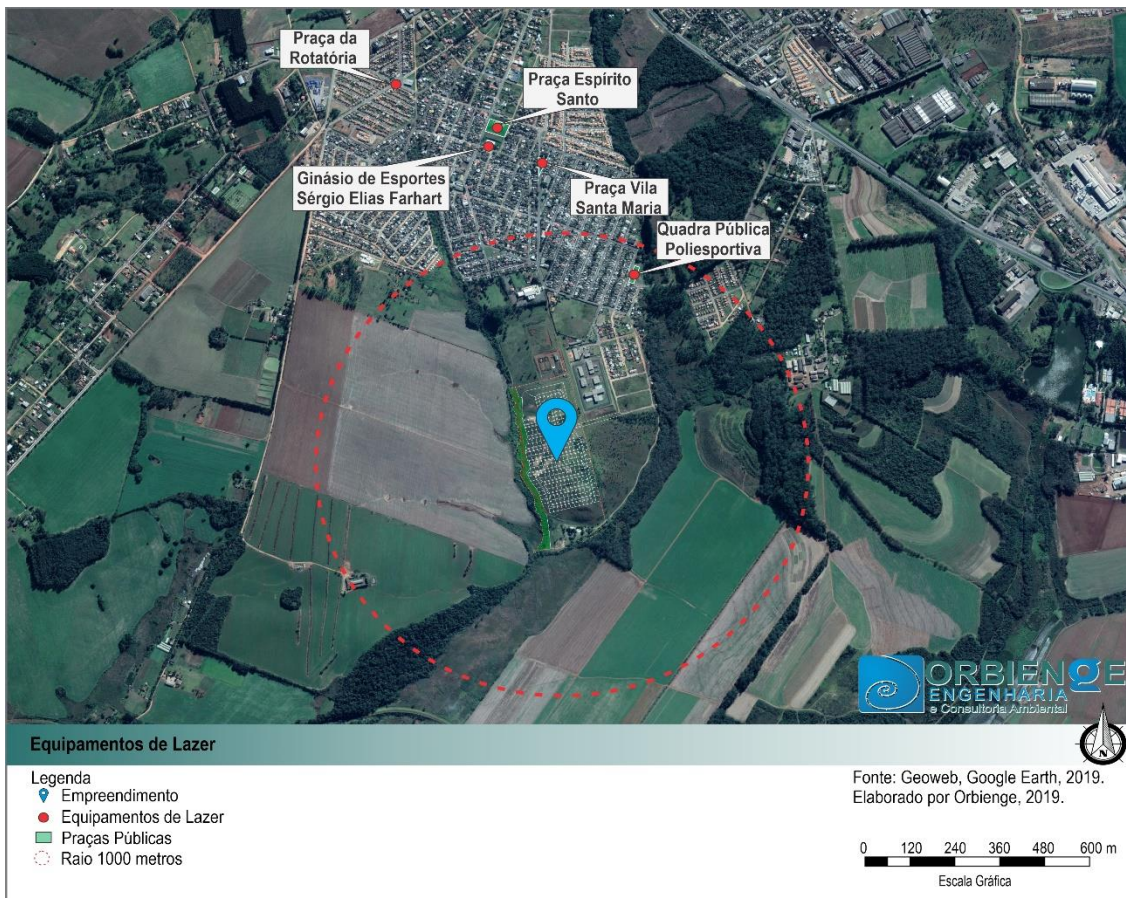 Praça da
Rotatória
Praça Espírito
Santo
Ginásio de Esportes
Sérgio Elias Farhart
Praça Vila
Santa Maria
Quadra Pública
Poliesportiva
ORBIENGE
ENGENHARIA
e Consultoria Ambiental
Equipamentos de Lazer
N
Legenda
Empreendimento
Equipamentos de Lazer
Praças Públicas
Raio 1000 metros
Fonte: Geoweb, Google Earth, 2019.
Elaborado por Orbienge, 2019.
0 120 240 360 480 600 m
Escala Gráfica